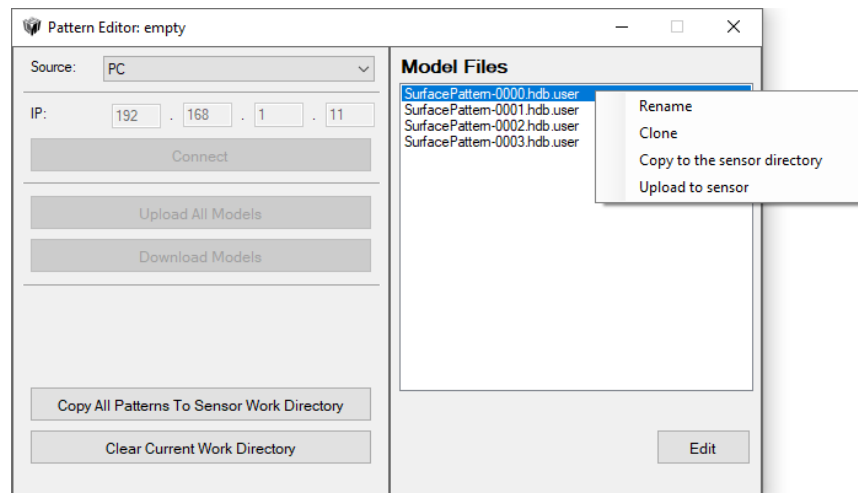 Pattern Editor: empty
Source:
PC
IP:
192 . 168 . 1 . 11
Connect
Upload All Models
Download Models
Copy All Patterns To Sensor Work Directory
Clear Current Work Directory
Model Files
SurfacePattern-0000.hdb.user
SurfacePattern-0001.hdb.user
SurfacePattern-0002.hdb.user
SurfacePattern-0003.hdb.user
Rename
Clone
Copy to the sensor directory
Upload to sensor
Edit